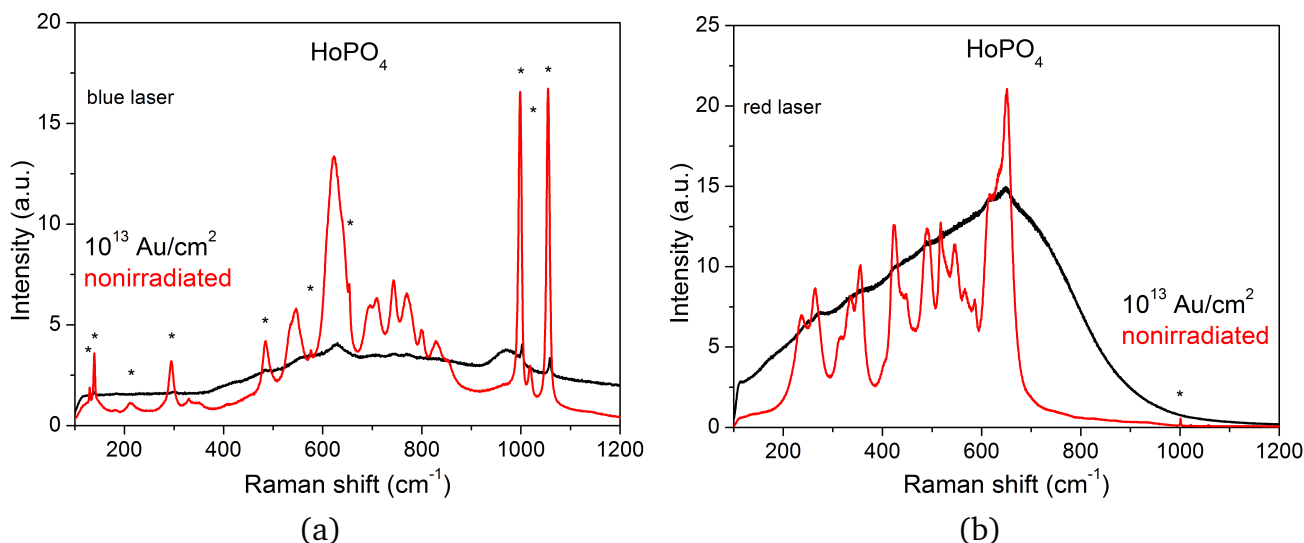 HoPO4
blue laser
10^13 Au/cm^2
nonirradiated
* * * * * * * * * *
Intensity (a.u.)
0 5 10 15 20
200 400 600 800 1000 1200
Raman shift (cm^-1)
(a)
HoPO4
red laser
10^13 Au/cm^2
nonirradiated
*
Intensity (a.u.)
0 5 10 15 20 25
200 400 600 800 1000 1200
Raman shift (cm^-1)
(b)